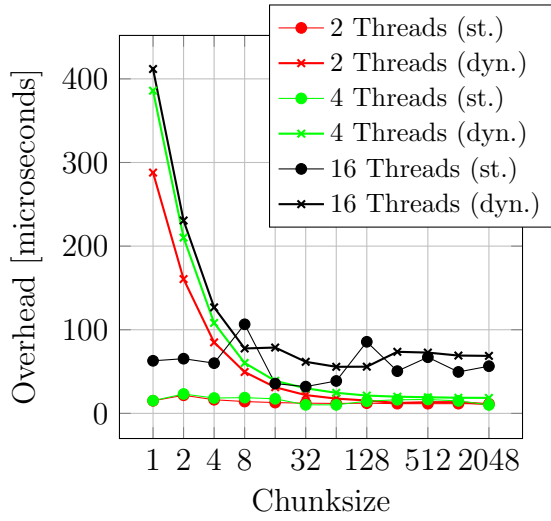 2 Threads (st.)
2 Threads (dyn.)
4 Threads (st.)
4 Threads (dyn.)
16 Threads (st.)
16 Threads (dyn.)
Overhead [microseconds]
400
300
200
100
0
1 2 4 8 32 128 512 2048
Chunksize